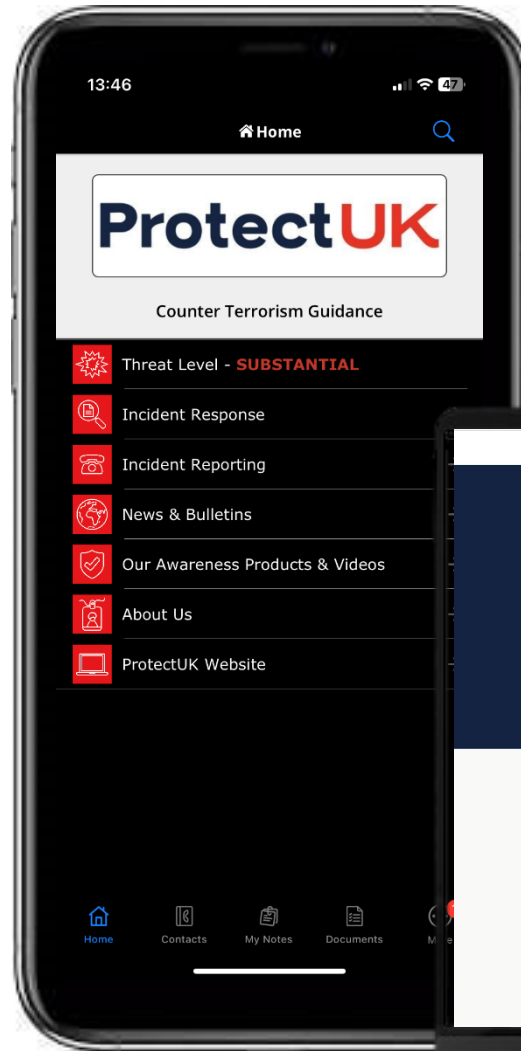 13:46
47
Home
ProtectUK
Counter Terrorism Guidance
Threat Level - SUBSTANTIAL
Incident Response
Incident Reporting
News & Bulletins
Our Awareness Products & Videos
About Us
ProtectUK Website
Home Contacts My Notes Documents